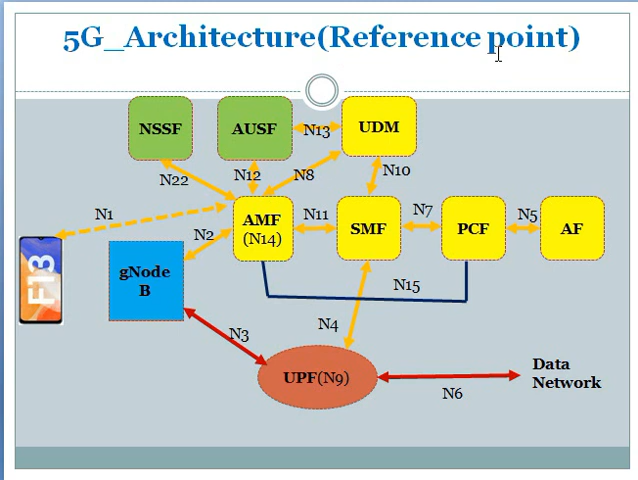 5G_Architecture(Reference point)
NSSF
AUSF
N13
UDM
N22
N12
N8
N10
N1
N2
AMF
(N14)
N11
SMF
N7
PCF
N5
AF
F13
gNode
B
N15
N3
N4
UPF(N9)
N6
Data
Network